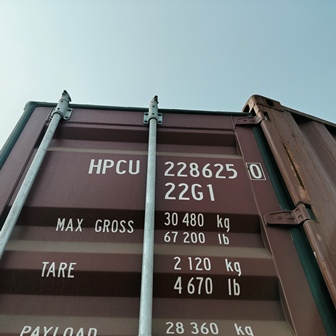 HPCU 228625 0
22G1
MAX GROSS 30 480 kg
67 200 lb
TARE 2 120 kg
4 670 lb
PAYLOAD 28 360 kg